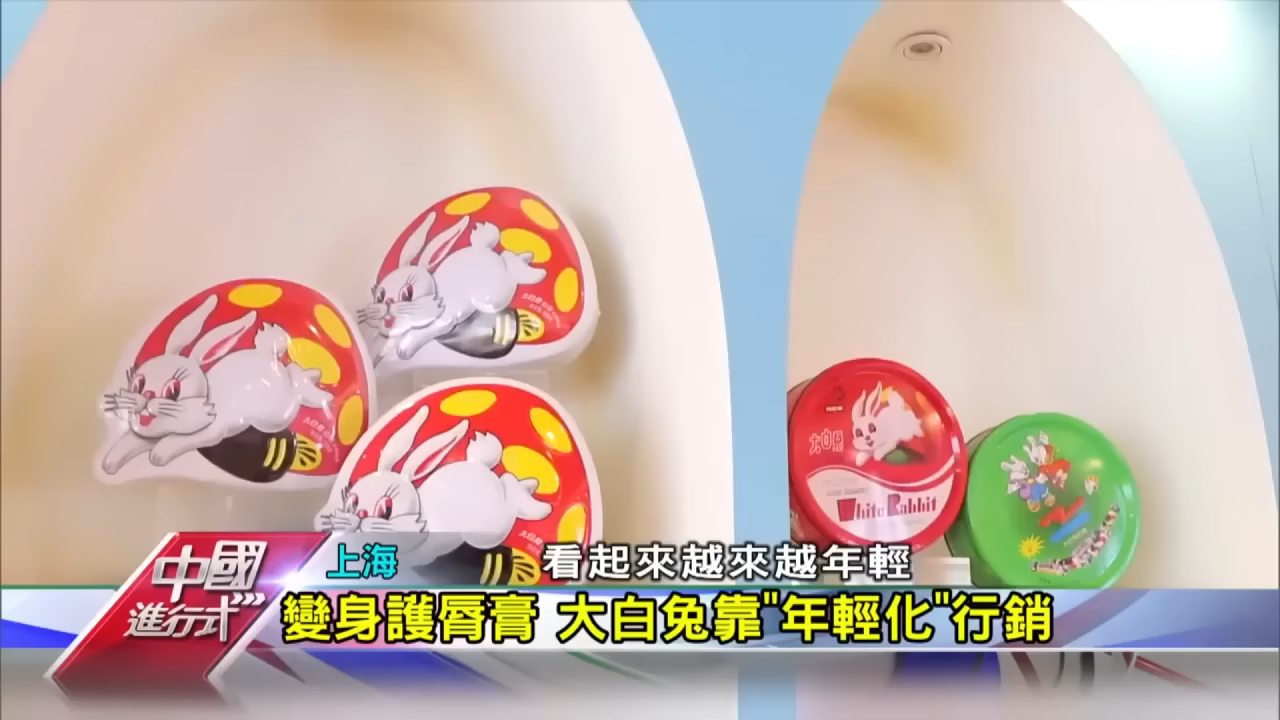 大白兔
White Rabbit
中國
進行式
上海
看起來越來越年輕
變身護唇膏 大白兔靠"年輕化"行銷